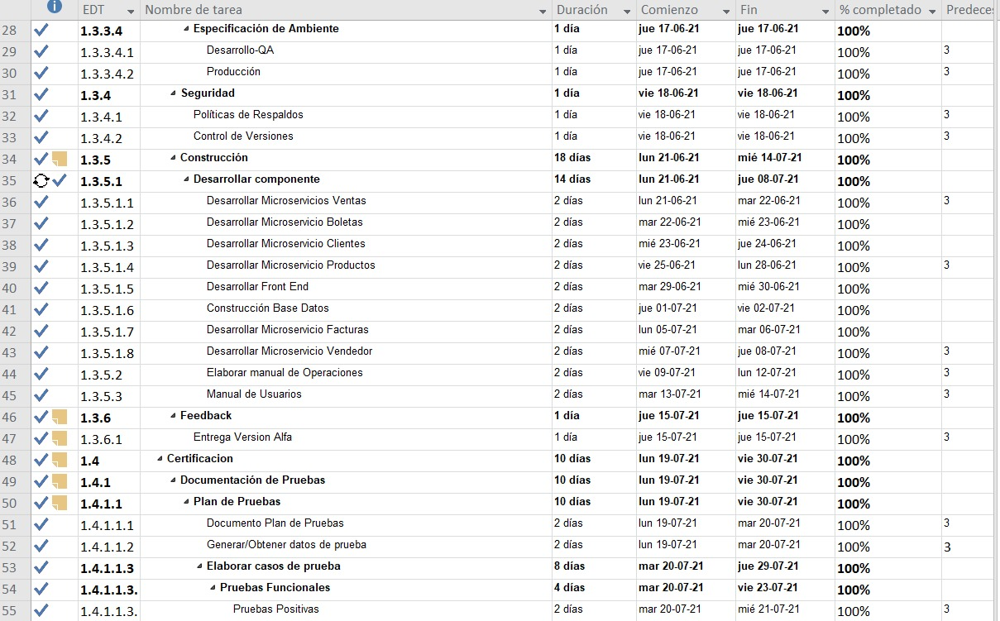 EDT Nombre de tarea Duración Comienzo Fin % completado Predeces
28 1.3.3.4 Especificación de Ambiente 1 día jue 17-06-21 jue 17-06-21 100%
29 1.3.3.4.1 Desarrollo-QA 1 día jue 17-06-21 jue 17-06-21 100% 3
30 1.3.3.4.2 Producción 1 día jue 17-06-21 jue 17-06-21 100% 3
31 1.3.4 Seguridad 1 día vie 18-06-21 vie 18-06-21 100%
32 1.3.4.1 Políticas de Respaldos 1 día vie 18-06-21 vie 18-06-21 100% 3
33 1.3.4.2 Control de Versiones 1 día vie 18-06-21 vie 18-06-21 100% 3
34 1.3.5 Construcción 18 días lun 21-06-21 mié 14-07-21 100%
35 1.3.5.1 Desarrollar componente 14 días lun 21-06-21 jue 08-07-21 100%
36 1.3.5.1.1 Desarrollar Microservicios Ventas 2 días lun 21-06-21 mar 22-06-21 100% 3
37 1.3.5.1.2 Desarrollar Microservicio Boletas 2 días mar 22-06-21 mié 23-06-21 100%
38 1.3.5.1.3 Desarrollar Microservicio Clientes 2 días mié 23-06-21 jue 24-06-21 100%
39 1.3.5.1.4 Desarrollar Microservicio Productos 2 días vie 25-06-21 lun 28-06-21 100% 3
40 1.3.5.1.5 Desarrollar Front End 2 días mar 29-06-21 mié 30-06-21 100%
41 1.3.5.1.6 Construcción Base Datos 2 días jue 01-07-21 vie 02-07-21 100%
42 1.3.5.1.7 Desarrollar Microservicio Facturas 2 días lun 05-07-21 mar 06-07-21 100%
43 1.3.5.1.8 Desarrollar Microservicio Vendedor 2 días mié 07-07-21 jue 08-07-21 100% 3
44 1.3.5.2 Elaborar manual de Operaciones 2 días vie 09-07-21 lun 12-07-21 100% 3
45 1.3.5.3 Manual de Usuarios 2 días mar 13-07-21 mié 14-07-21 100% 3
46 1.3.6 Feedback 1 día jue 15-07-21 jue 15-07-21 100%
47 1.3.6.1 Entrega Version Alfa 1 día jue 15-07-21 jue 15-07-21 100% 3
48 1.4 Certificacion 10 días lun 19-07-21 vie 30-07-21 100%
49 1.4.1 Documentación de Pruebas 10 días lun 19-07-21 vie 30-07-21 100%
50 1.4.1.1 Plan de Pruebas 10 días lun 19-07-21 vie 30-07-21 100%
51 1.4.1.1.1 Documento Plan de Pruebas 2 días lun 19-07-21 mar 20-07-21 100% 3
52 1.4.1.1.2 Generar/Obtener datos de prueba 2 días lun 19-07-21 mar 20-07-21 100% 3
53 1.4.1.1.3 Elaborar casos de prueba 8 días mar 20-07-21 jue 29-07-21 100%
54 1.4.1.1.3. Pruebas Funcionales 4 días mar 20-07-21 vie 23-07-21 100%
55 1.4.1.1.3. Pruebas Positivas 2 días mar 20-07-21 mié 21-07-21 100% 3